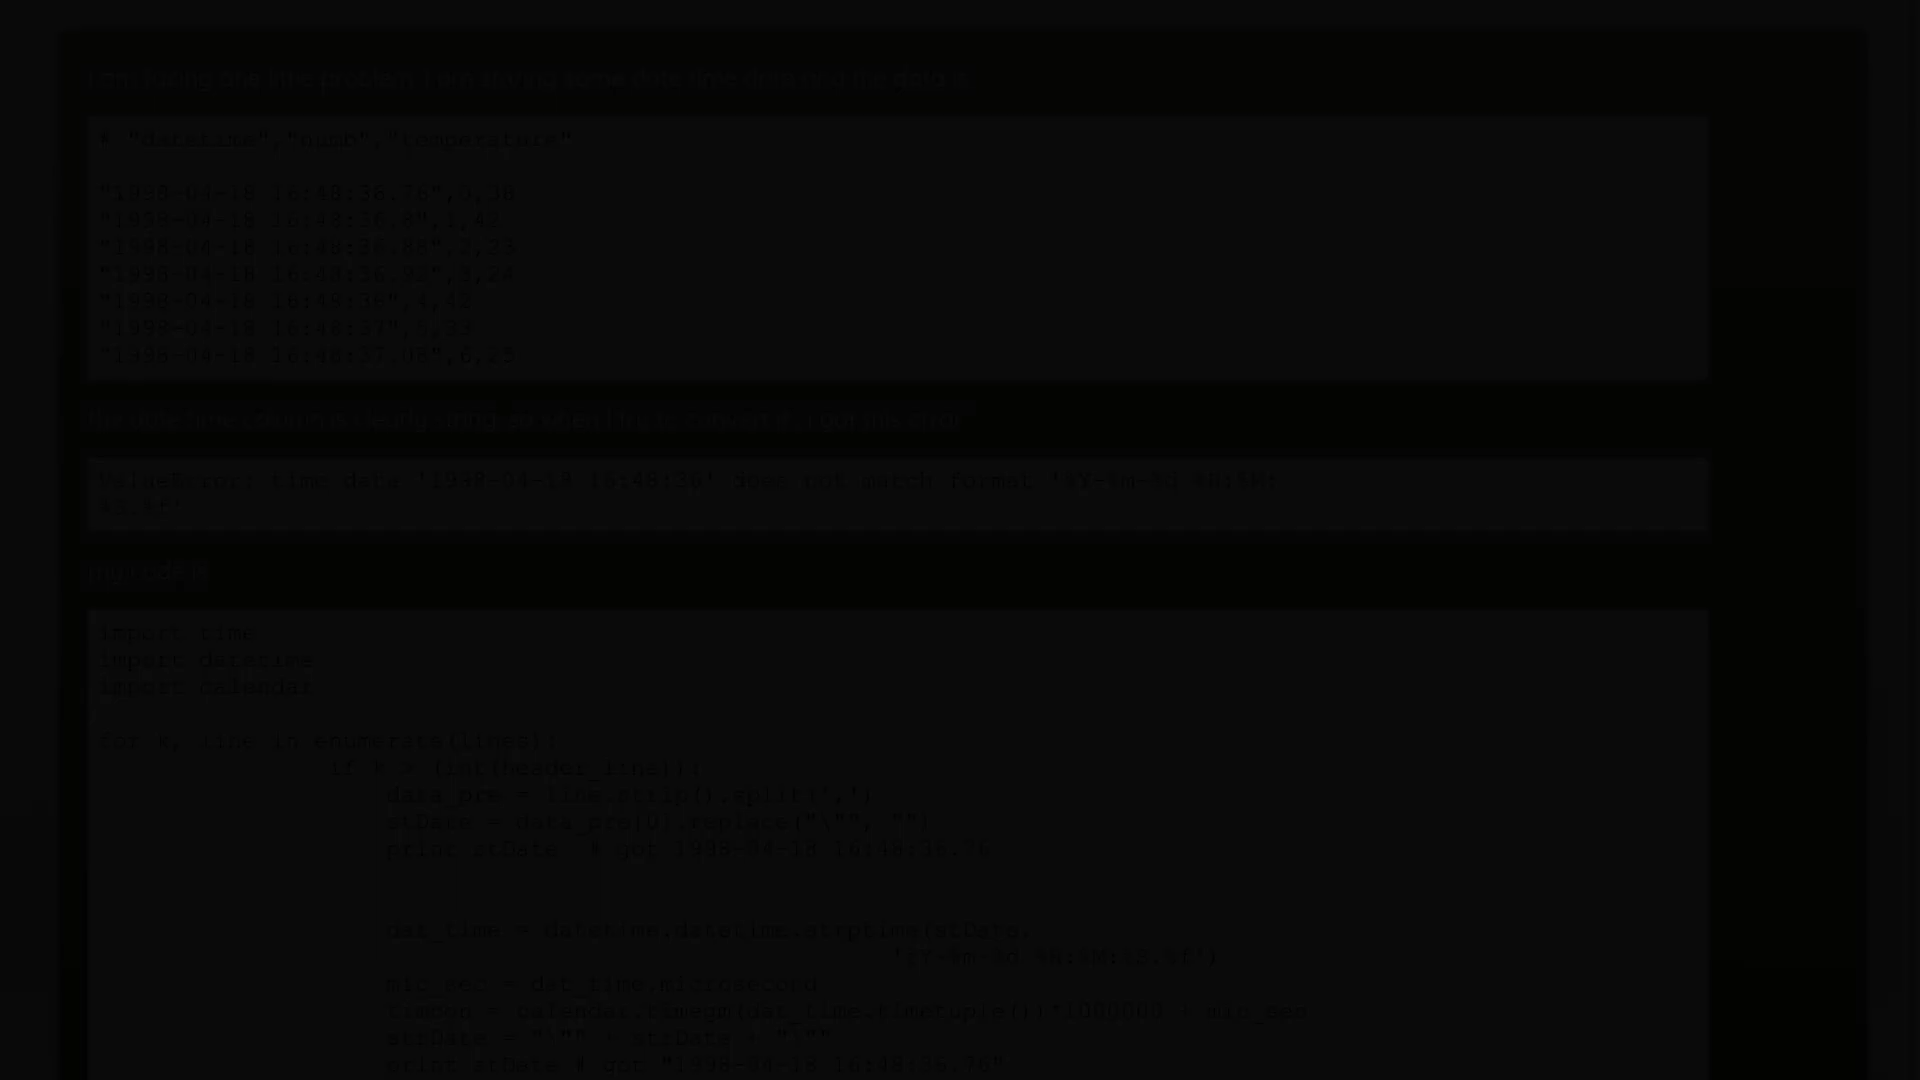 I am facing one little problem. I am storing some date time data and the data is
# "datetime","numb","temperature"
"1998-04-18 16:48:36.76",0,38
"1998-04-18 16:48:36.8",1,42
"1998-04-18 16:48:36.88",2,23
"1998-04-18 16:48:36.92",3,24
"1998-04-18 16:48:36",4,42
"1998-04-18 16:48:37",5,33
"1998-04-18 16:48:37.08",6,25
ValueError: time data '1998-04-18 16:48:36' does not match format '%Y-%m-%d %H:%M:
%S.%f'
my code is
import time
import datetime
import calendar
for k, line in enumerate(lines):
if k > (int(header_line)):
data_pre = line.strip().split(',')
stDate = data_pre[0].replace("\"", "")
print stDate # got 1998-04-18 16:48:36.76
dat_time = datetime.datetime.strptime(stDate,
'%Y-%m-%d %H:%M:%S.%f')
mic_sec = dat_time.microsecond
timcon = calendar.timegm(dat_time.timetuple())*1000000 + mic_sec
strDate = "\"" + strDate + "\""
print stDate # got "1998-04-18 16:48:36.76"